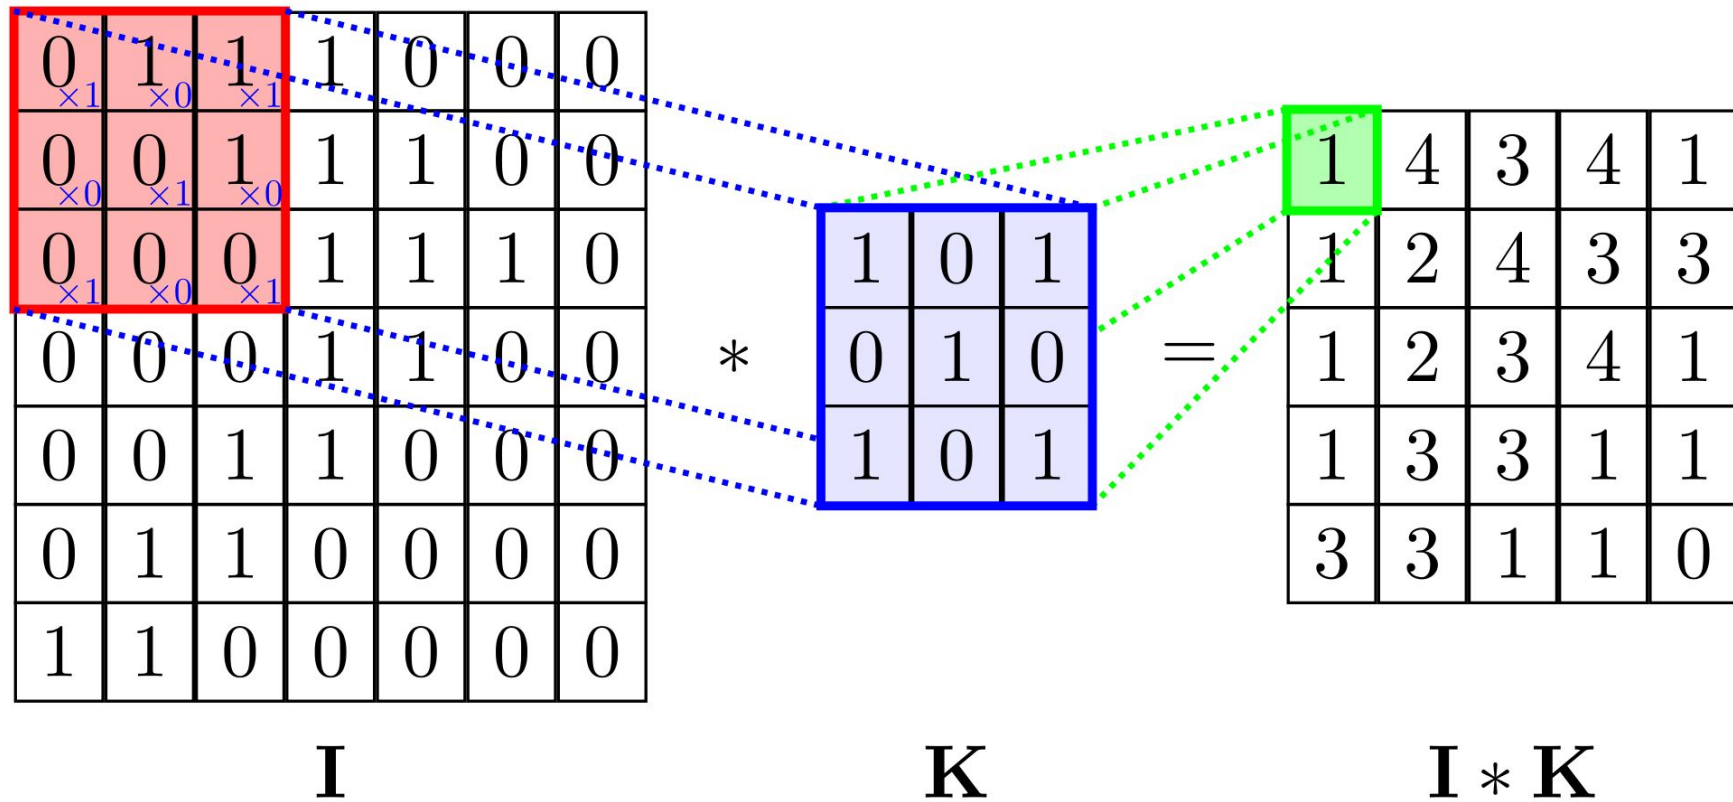 0×1 1×0 1×1 1 0 0 0
0×0 0×1 1×0 1 1 0 0
0×1 0×0 0×1 1 1 1 0
0 0 0 1 1 0 0
0 0 1 1 0 0 0
0 1 1 0 0 0 0
1 1 0 0 0 0 0
I
∗
1 0 1
0 1 0
1 0 1
K
=
1 4 3 4 1
1 2 4 3 3
1 2 3 4 1
1 3 3 1 1
3 3 1 1 0
I ∗ K